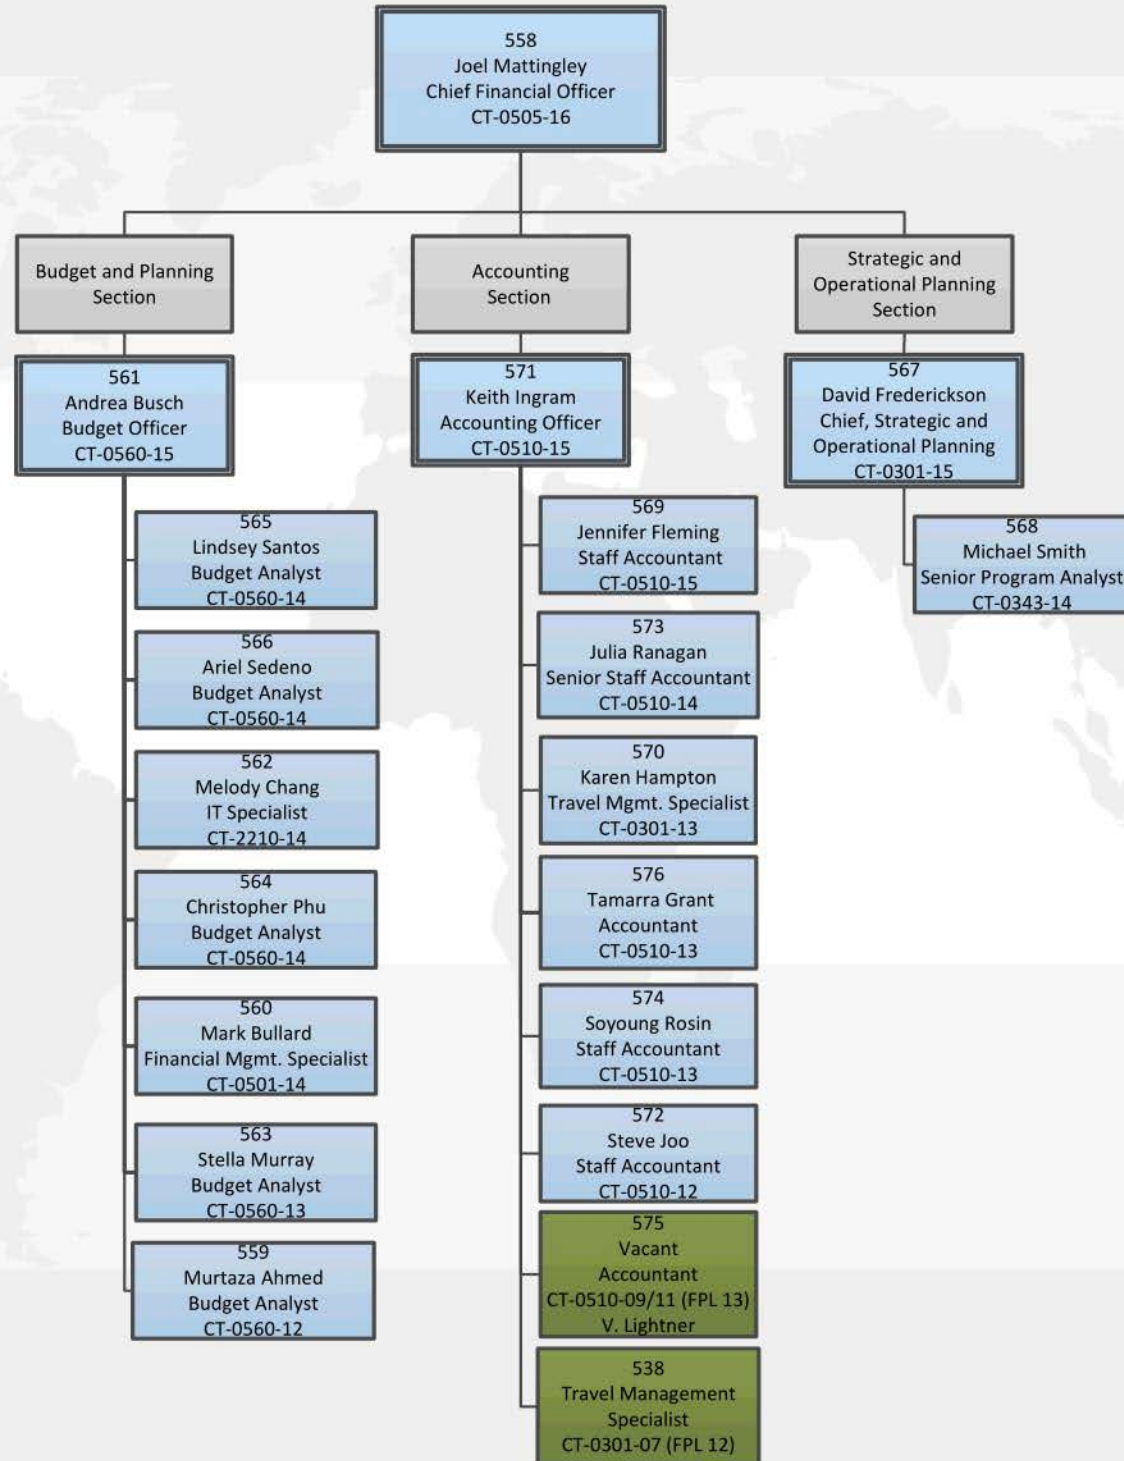 558
Joel Mattingley
Chief Financial Officer
CT-0505-16
Budget and Planning
Section
561
Andrea Busch
Budget Officer
CT-0560-15
565
Lindsey Santos
Budget Analyst
CT-0560-14
566
Ariel Sedeno
Budget Analyst
CT-0560-14
562
Melody Chang
IT Specialist
CT-2210-14
564
Christopher Phu
Budget Analyst
CT-0560-14
560
Mark Bullard
Financial Mgmt. Specialist
CT-0501-14
563
Stella Murray
Budget Analyst
CT-0560-13
559
Murtaza Ahmed
Budget Analyst
CT-0560-12
Accounting
Section
571
Keith Ingram
Accounting Officer
CT-0510-15
569
Jennifer Fleming
Staff Accountant
CT-0510-15
573
Julia Ranagan
Senior Staff Accountant
CT-0510-14
570
Karen Hampton
Travel Mgmt. Specialist
CT-0301-13
576
Tamarra Grant
Accountant
CT-0510-13
574
Soyoung Rosin
Staff Accountant
CT-0510-13
572
Steve Joo
Staff Accountant
CT-0510-12
575
Vacant
Accountant
CT-0510-09/11 (FPL 13)
V. Lightner
538
Travel Management
Specialist
CT-0301-07 (FPL 12)
Strategic and
Operational Planning
Section
567
David Frederickson
Chief, Strategic and
Operational Planning
CT-0301-15
568
Michael Smith
Senior Program Analyst
CT-0343-14